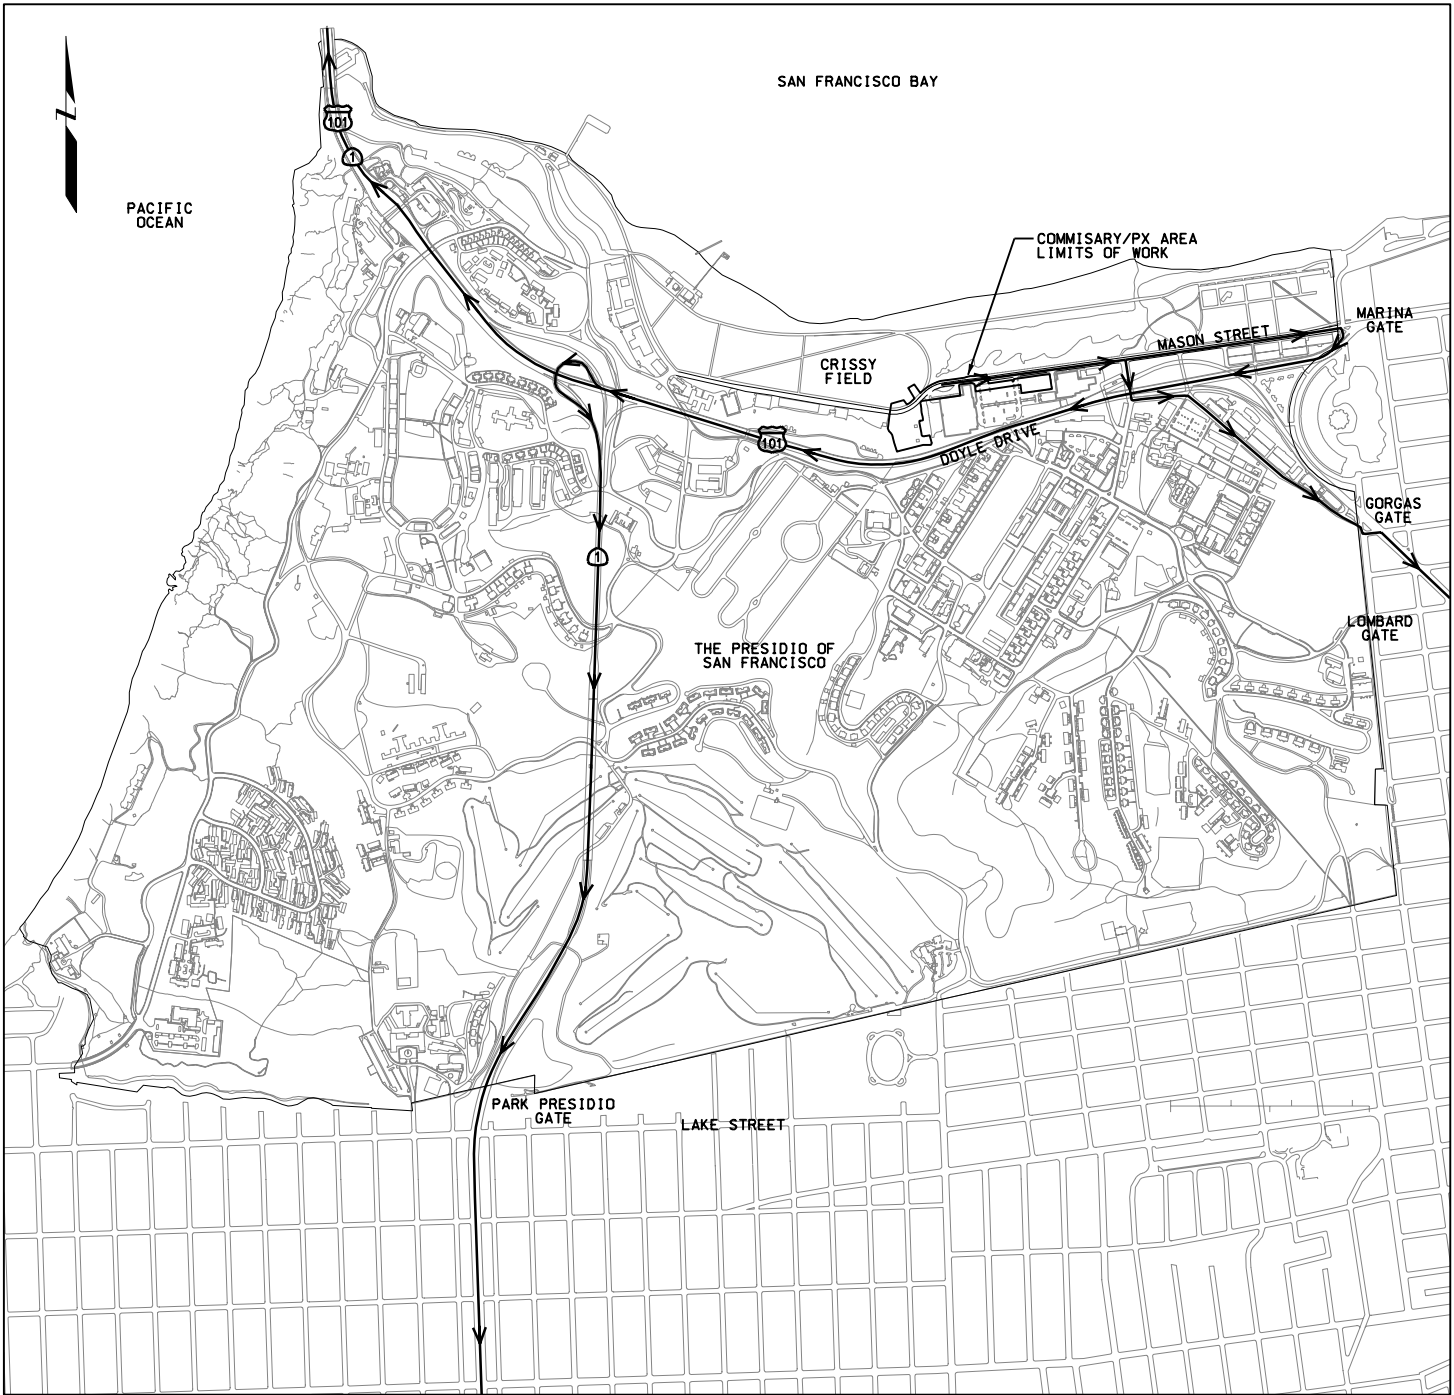 SAN FRANCISCO BAY
N
101
1
PACIFIC
OCEAN
COMMISARY/PX AREA
LIMITS OF WORK
MARINA
GATE
MASON STREET
CRISSY
FIELD
DOYLE DRIVE
101
GORGAS
GATE
1
LOMBARD
GATE
THE PRESIDIO OF
SAN FRANCISCO
PARK PRESIDIO
GATE
LAKE STREET